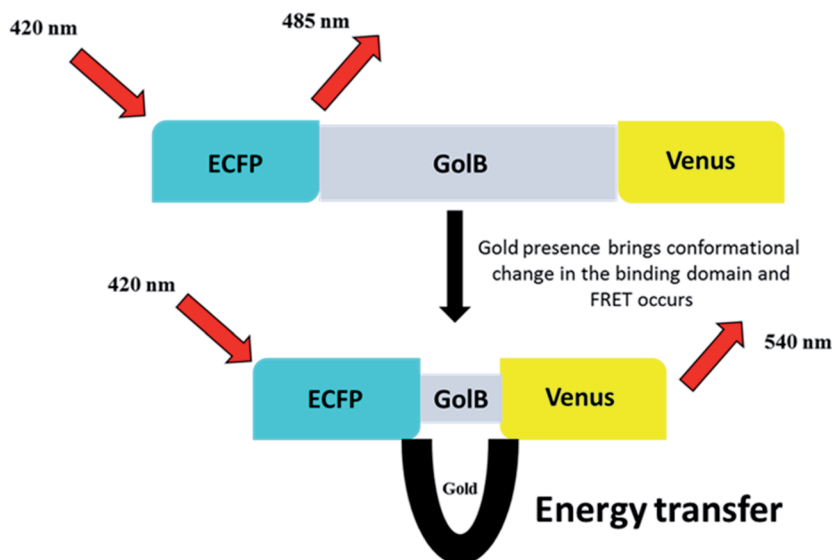 420 nm
485 nm
ECFP
GolB
Venus
Gold presence brings conformational
change in the binding domain and
FRET occurs
420 nm
540 nm
ECFP
GolB
Venus
Gold
Energy transfer